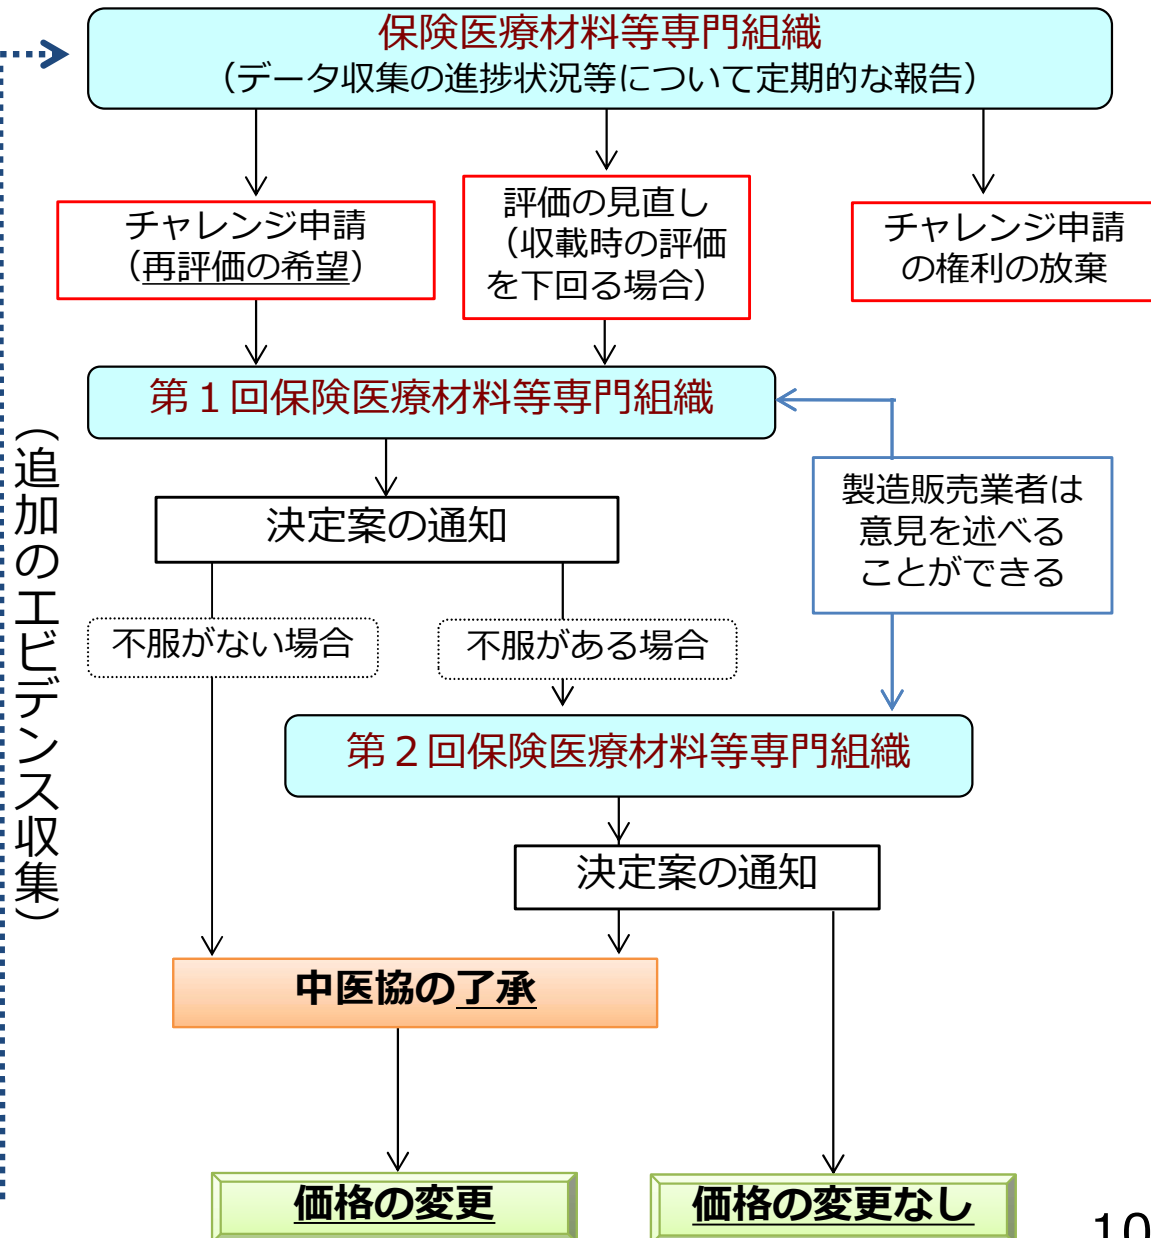 保険医療材料等専門組織
（データ収集の進捗状況等について定期的な報告）
チャレンジ申請
（再評価の希望）
評価の見直し
（収載時の評価
を下回る場合）
チャレンジ申請
の権利の放棄
第１回保険医療材料等専門組織
製造販売業者は
意見を述べる
ことができる
決定案の通知
不服がない場合
不服がある場合
第２回保険医療材料等専門組織
決定案の通知
中医協の了承
価格の変更
価格の変更なし
（追加のエビデンス収集）
10